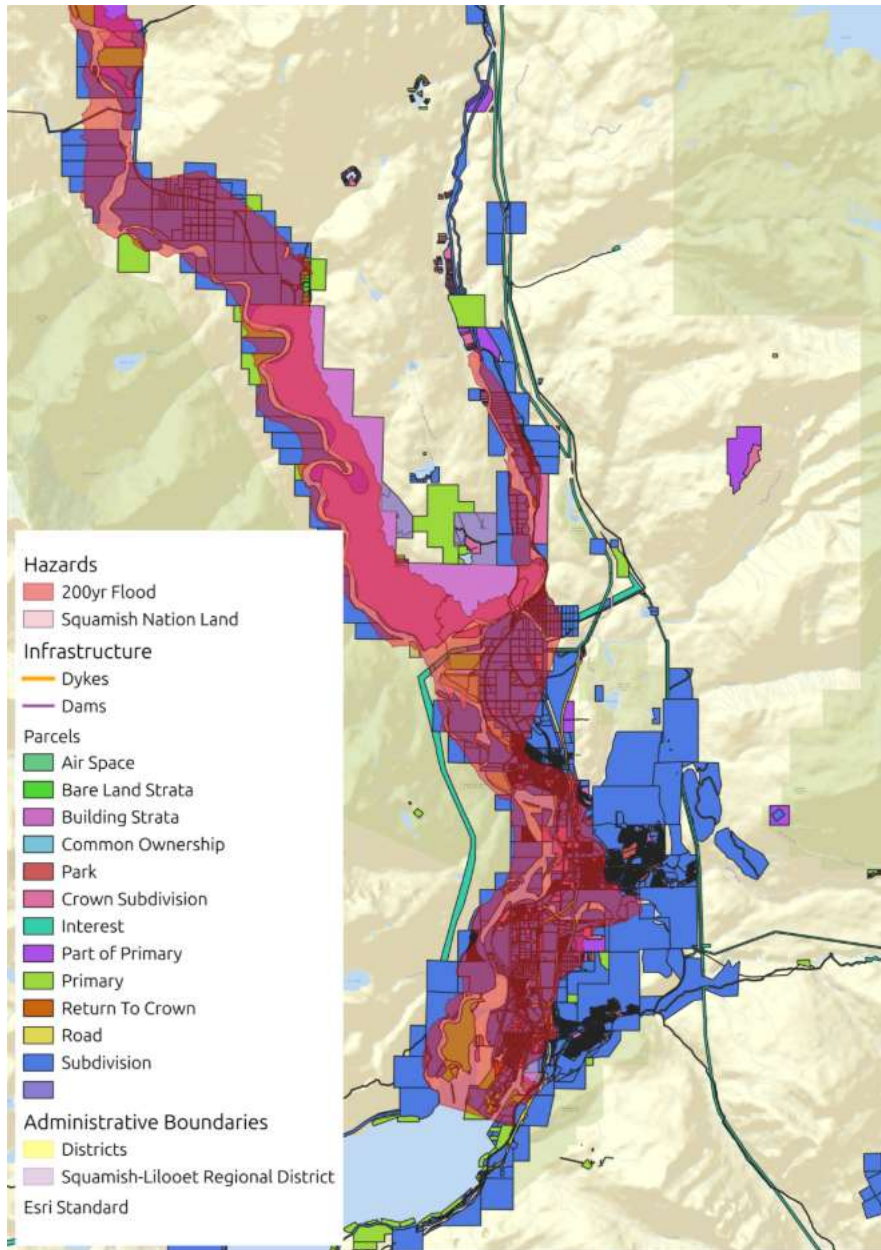 Hazards
200yr Flood
Squamish Nation Land
Infrastructure
Dykes
Dams
Parcels
Air Space
Bare Land Strata
Building Strata
Common Ownership
Park
Crown Subdivision
Interest
Part of Primary
Primary
Return To Crown
Road
Subdivision
Administrative Boundaries
Districts
Squamish-Lilooet Regional District
Esri Standard